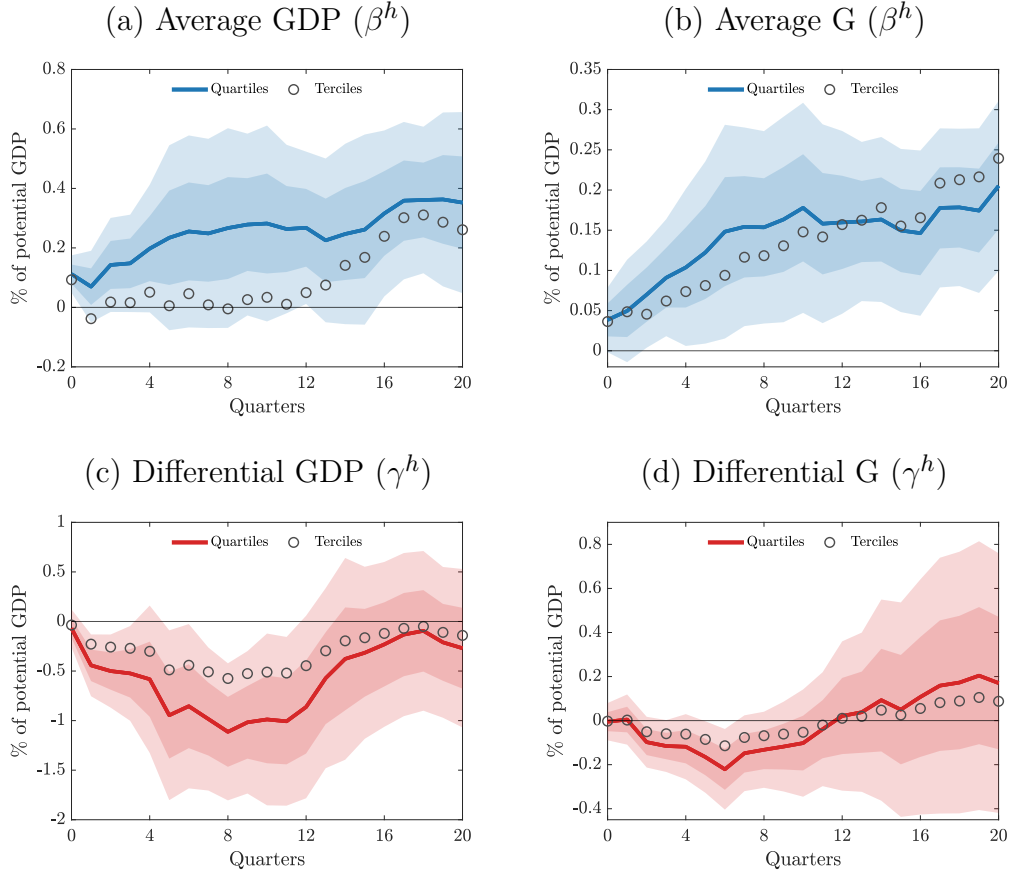 (a) Average GDP (β^h)
% of potential GDP
0.8
0.6
0.4
0.2
0
-0.2
Quartiles
Terciles
0 4 8 12 16 20
Quarters
(b) Average G (β^h)
% of potential GDP
0.35
0.3
0.25
0.2
0.15
0.1
0.05
0
Quartiles
Terciles
0 4 8 12 16 20
Quarters
(c) Differential GDP (γ^h)
% of potential GDP
1
0.5
0
-0.5
-1
-1.5
-2
Quartiles
Terciles
0 4 8 12 16 20
Quarters
(d) Differential G (γ^h)
% of potential GDP
0.8
0.6
0.4
0.2
0
-0.2
-0.4
Quartiles
Terciles
0 4 8 12 16 20
Quarters